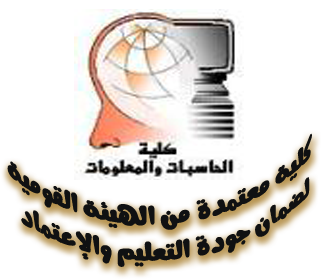 كلية
الحاسبات والمعلومات
كلية معتمدة من الهيئة القومية
لضمان جودة التعليم والإعتماد